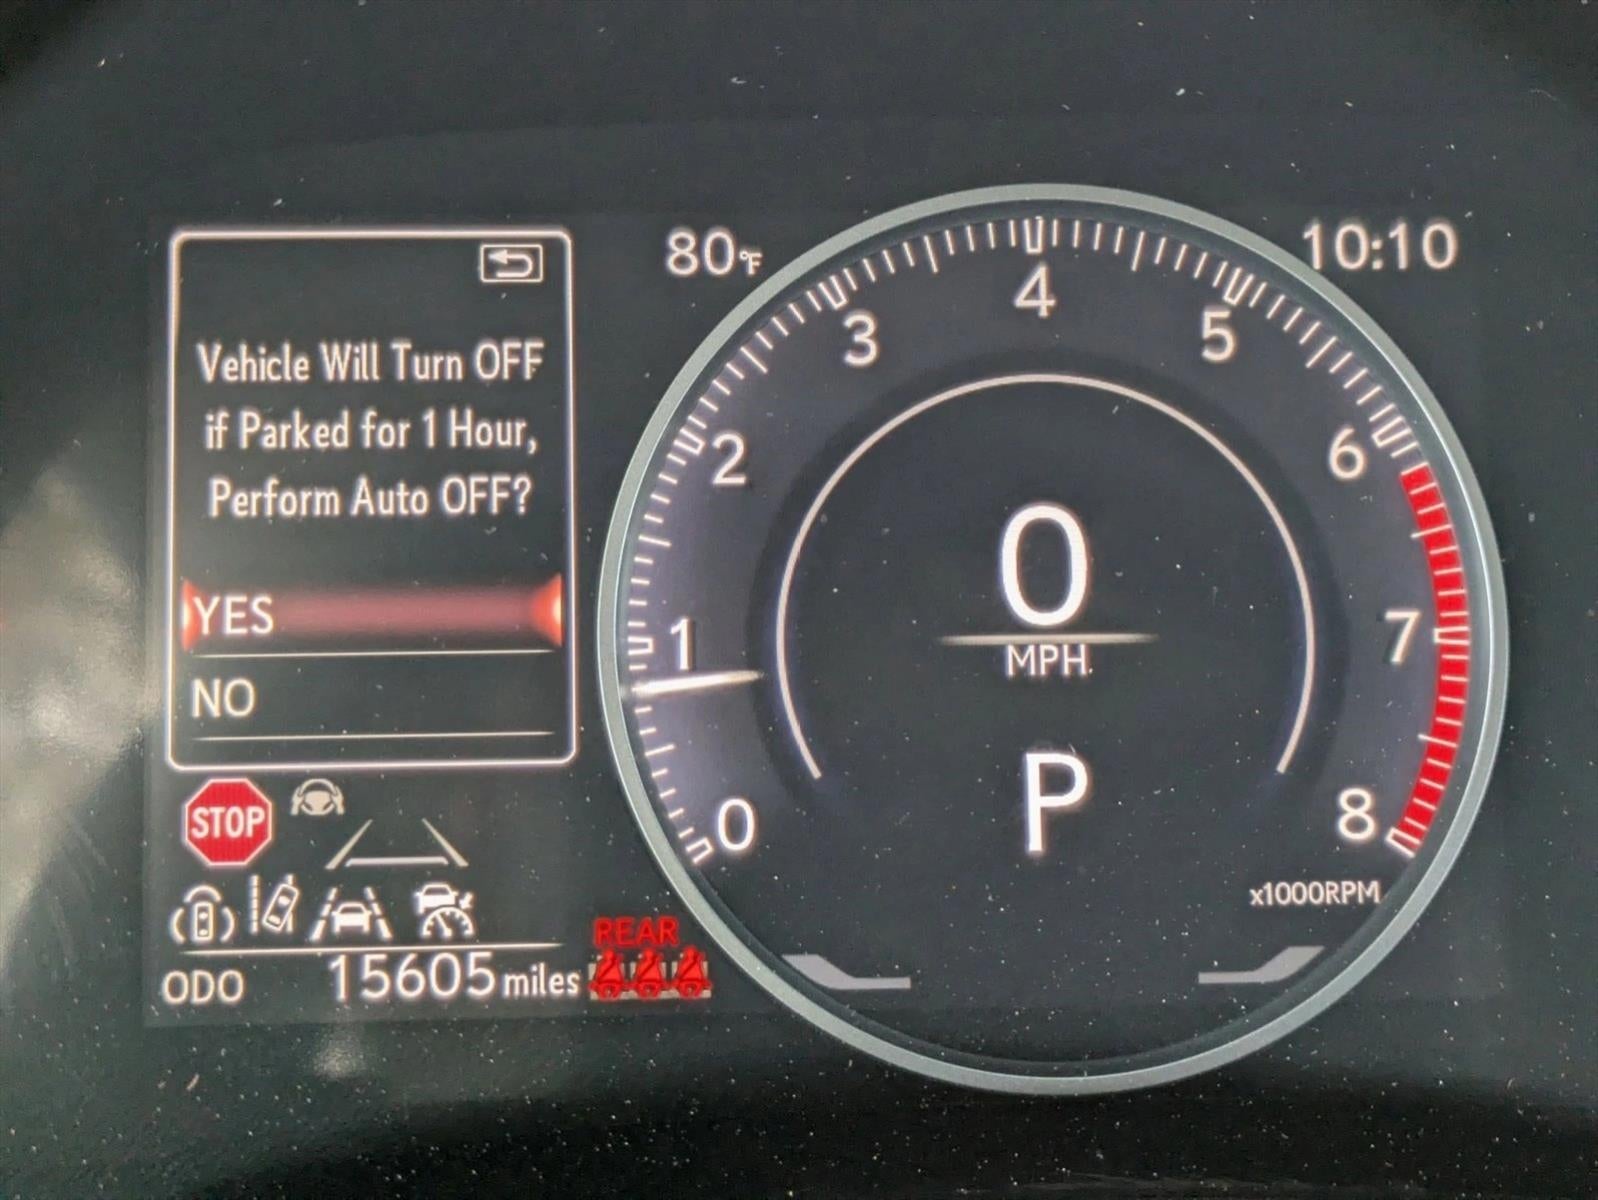 Vehicle Will Turn OFF
if Parked for 1 Hour,
Perform Auto OFF?
YES
NO
STOP
ODO 15605 miles
REAR
80°F
10:10
0
1
2
3
4
5
6
7
8
x1000RPM
0
MPH
P